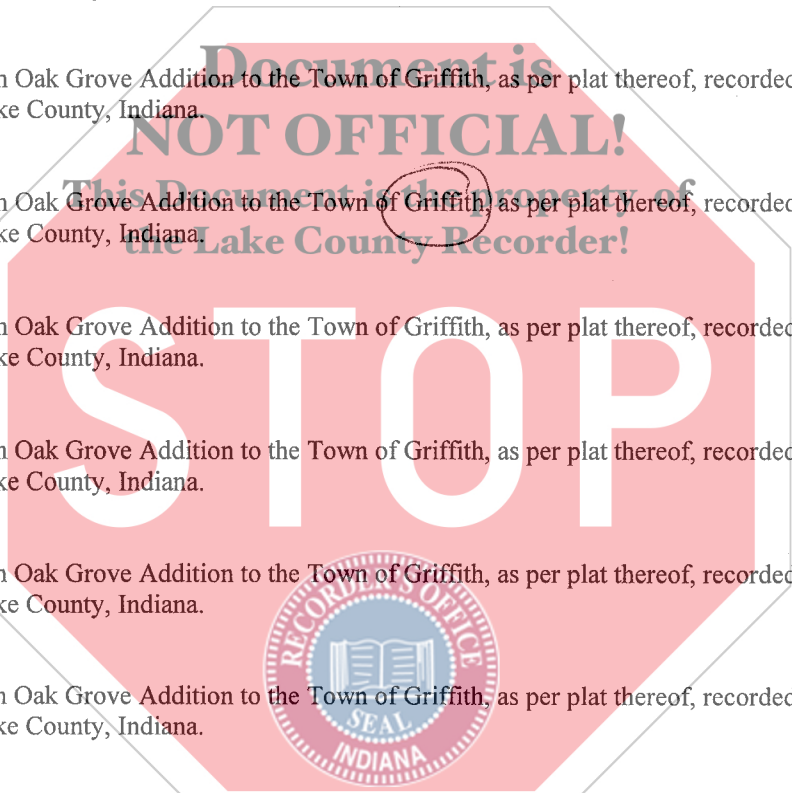 Document is
n Oak Grove Addition to the Town of Griffith, as per plat thereof, recorded
ke County, Indiana.
NOT OFFICIAL!
This Document is the property of
n Oak Grove Addition to the Town of Griffith, as per plat thereof, recorded
ke County, Indiana.
the Lake County Recorder!
n Oak Grove Addition to the Town of Griffith, as per plat thereof, recorded
ke County, Indiana.
STOP
n Oak Grove Addition to the Town of Griffith, as per plat thereof, recorded
ke County, Indiana.
n Oak Grove Addition to the Town of Griffith, as per plat thereof, recorded
ke County, Indiana.
RECORDER'S OFFICE
n Oak Grove Addition to the Town of Griffith, as per plat thereof, recorded
ke County, Indiana.
SEAL
INDIANA